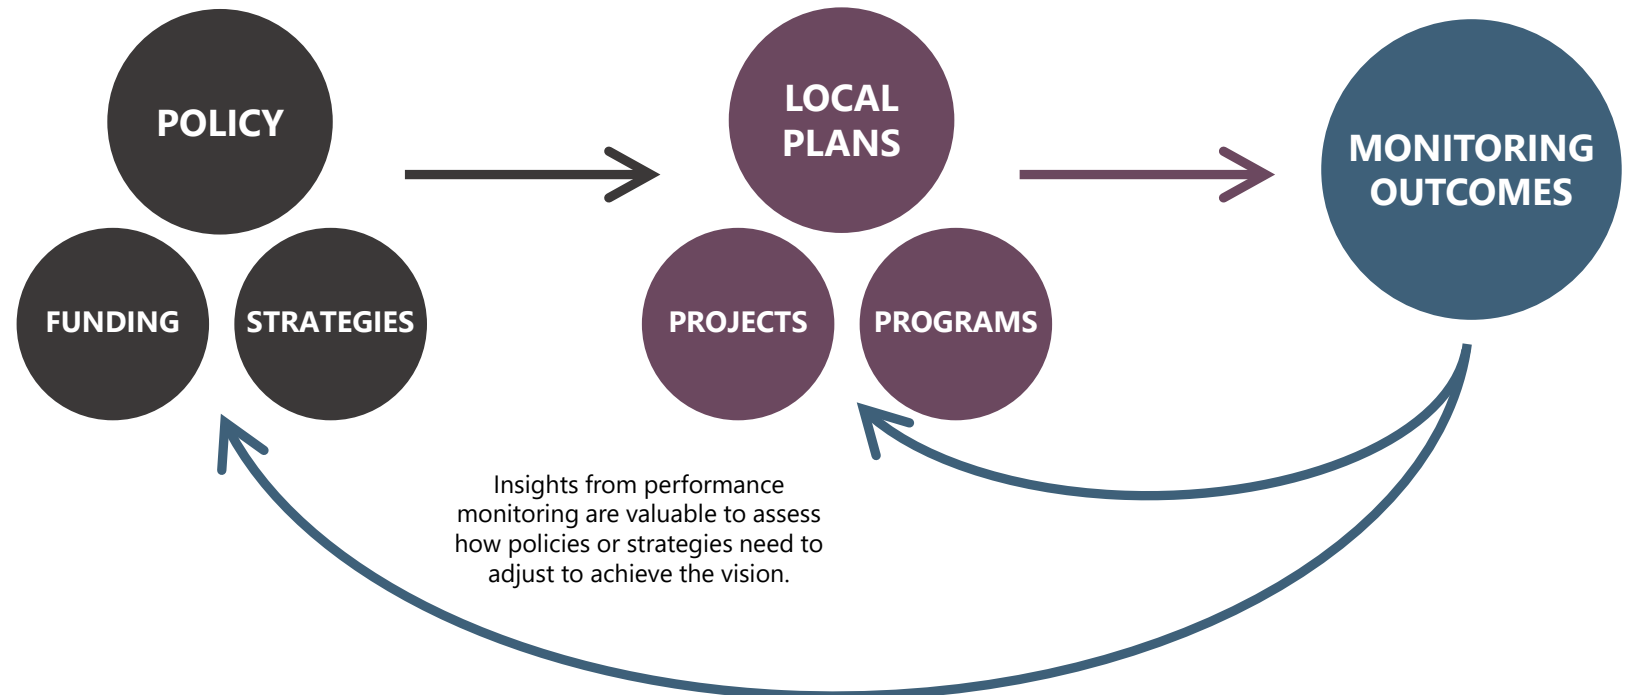 POLICY
FUNDING
STRATEGIES
LOCAL
PLANS
PROJECTS
PROGRAMS
MONITORING
OUTCOMES
Insights from performance
monitoring are valuable to assess
how policies or strategies need to
adjust to achieve the vision.